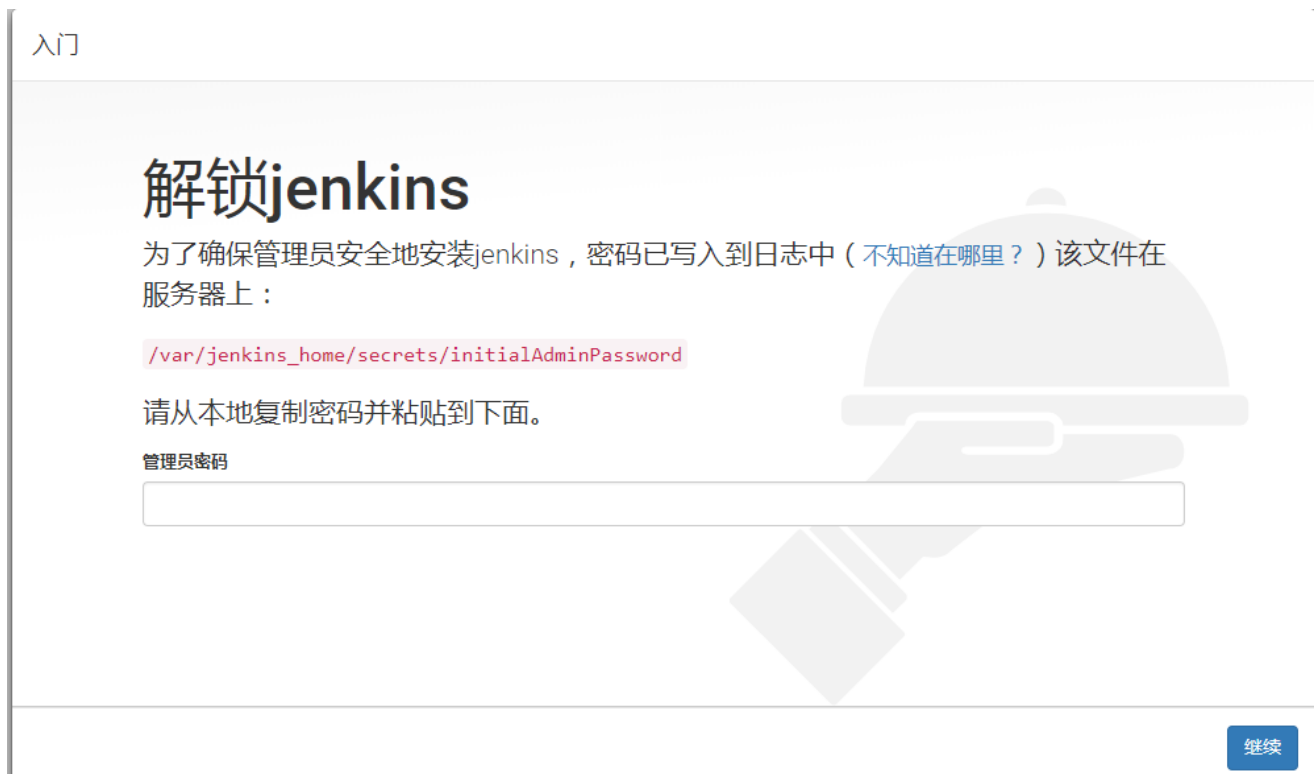 入门
解锁jenkins
为了确保管理员安全地安装jenkins，密码已写入到日志中（不知道在哪里？）该文件在
服务器上：
/var/jenkins_home/secrets/initialAdminPassword
请从本地复制密码并粘贴到下面。
管理员密码
继续